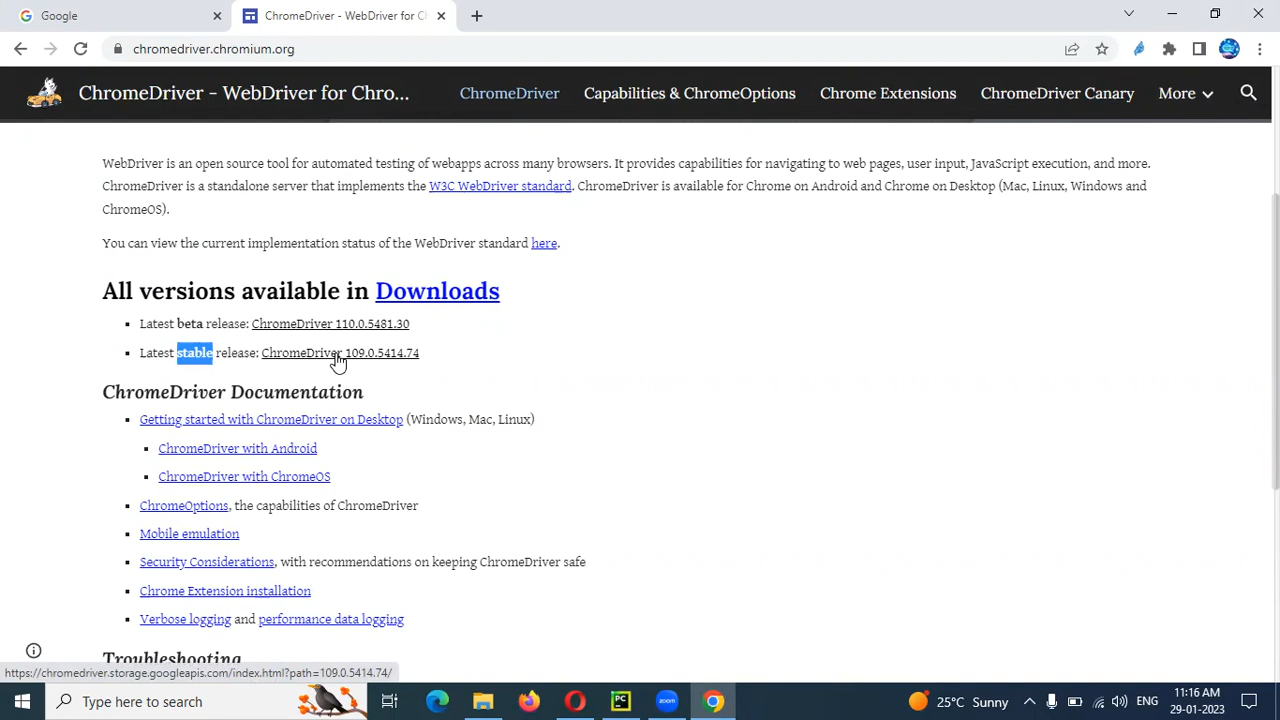 Google
ChromeDriver - WebDriver for Ch
chromedriver.chromium.org
ChromeDriver - WebDriver for Chro...
ChromeDriver
Capabilities & ChromeOptions
Chrome Extensions
ChromeDriver Canary
More
WebDriver is an open source tool for automated testing of webapps across many browsers. It provides capabilities for navigating to web pages, user input, JavaScript execution, and more.
ChromeDriver is a standalone server that implements the W3C WebDriver standard. ChromeDriver is available for Chrome on Android and Chrome on Desktop (Mac, Linux, Windows and
ChromeOS).
You can view the current implementation status of the WebDriver standard here.
All versions available in Downloads
▪ Latest beta release: ChromeDriver 110.0.5481.30
▪ Latest stable release: ChromeDriver 109.0.5414.74
ChromeDriver Documentation
▪ Getting started with ChromeDriver on Desktop (Windows, Mac, Linux)
▪ ChromeDriver with Android
▪ ChromeDriver with ChromeOS
▪ ChromeOptions, the capabilities of ChromeDriver
▪ Mobile emulation
▪ Security Considerations, with recommendations on keeping ChromeDriver safe
▪ Chrome Extension installation
▪ Verbose logging and performance data logging
Troubleshooting
https://chromedriver.storage.googleapis.com/index.html?path=109.0.5414.74/
Type here to search
PC
zoom
25°C Sunny
ENG
11:16 AM
29-01-2023